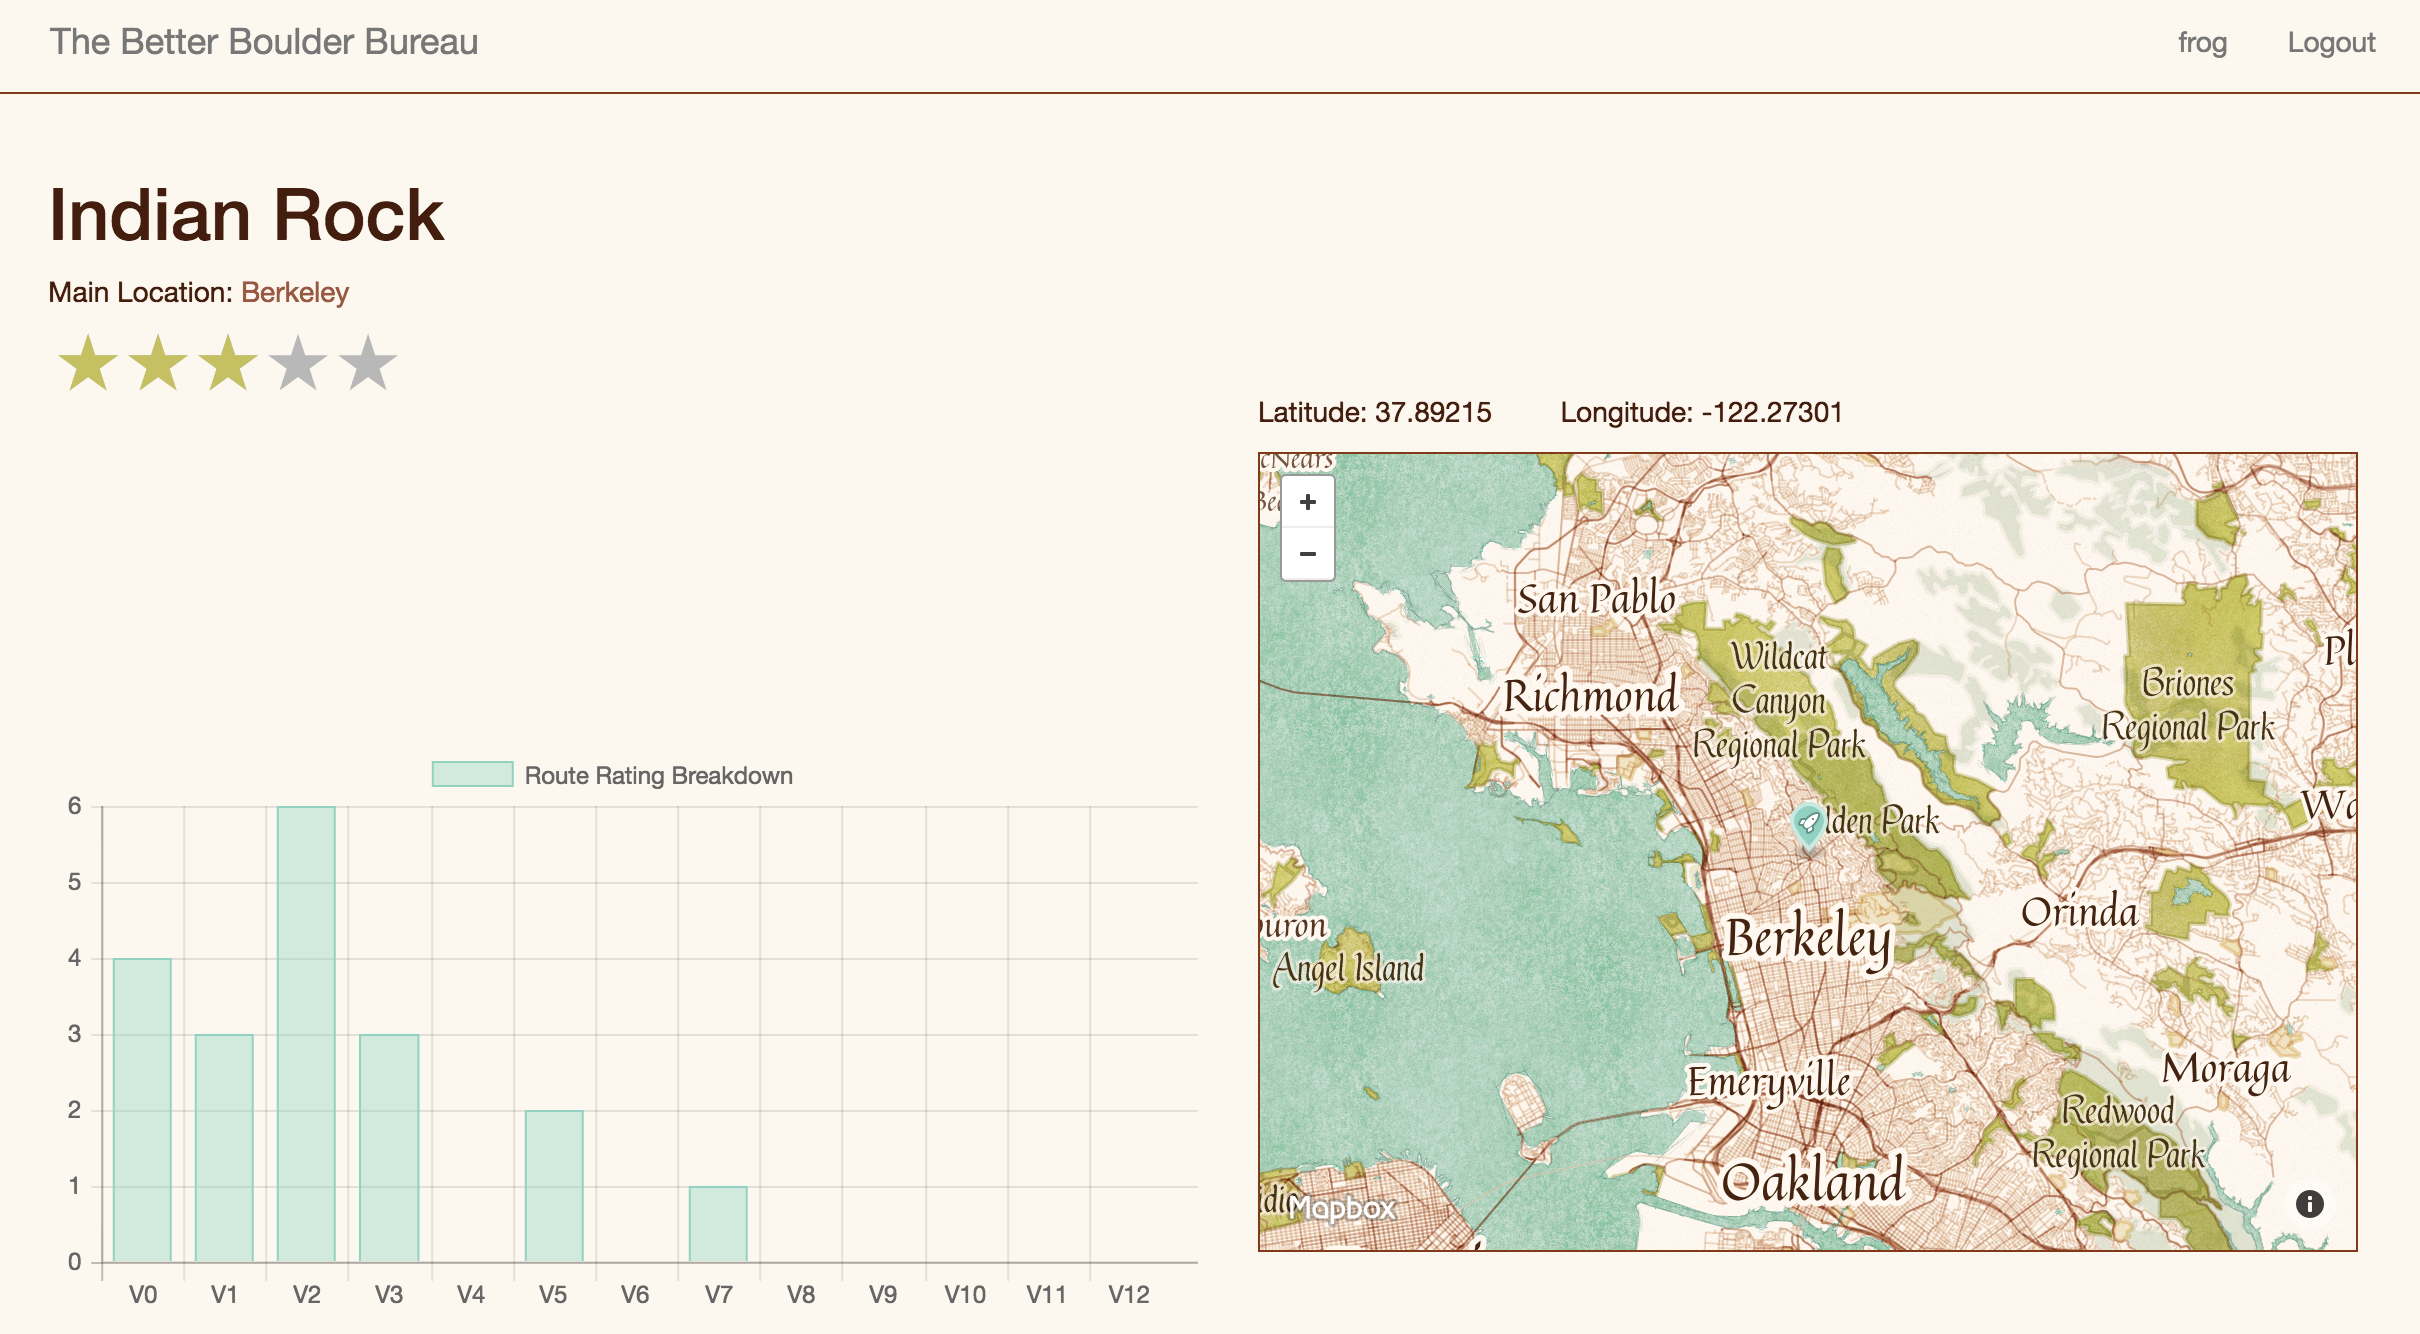 The Better Boulder Bureau
frog
Logout
Indian Rock
Main Location: Berkeley
Latitude: 37.89215 Longitude: -122.27301
Route Rating Breakdown
6
5
4
3
2
1
0
V0 V1 V2 V3 V4 V5 V6 V7 V8 V9 V10 V11 V12
cNears
+
−
San Pablo
Wildcat
Canyon
Regional Park
Richmond
Briones
Regional Park
Pl
lden Park
Orinda
Berkeley
uron
Angel Island
Emeryville
Moraga
Redwood
Regional Park
Oakland
Mapbox
i